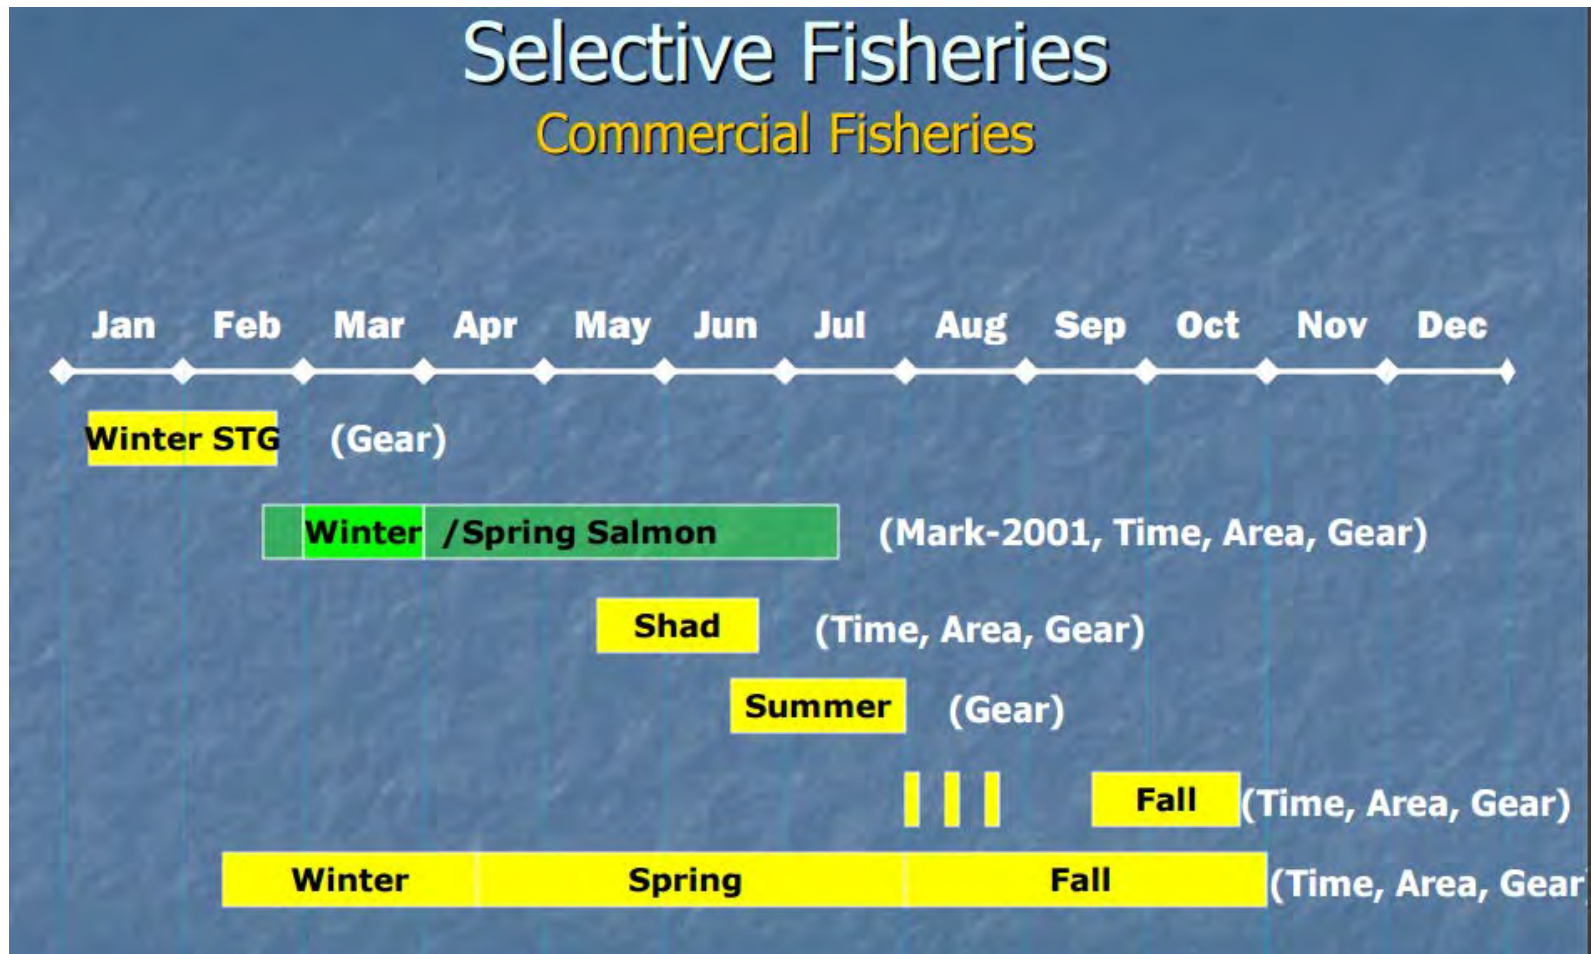 Selective Fisheries
Commercial Fisheries
Jan Feb Mar Apr May Jun Jul Aug Sep Oct Nov Dec
Winter STG (Gear)
Winter /Spring Salmon (Mark-2001, Time, Area, Gear)
Shad (Time, Area, Gear)
Summer (Gear)
Fall (Time, Area, Gear)
Winter Spring Fall (Time, Area, Gear)